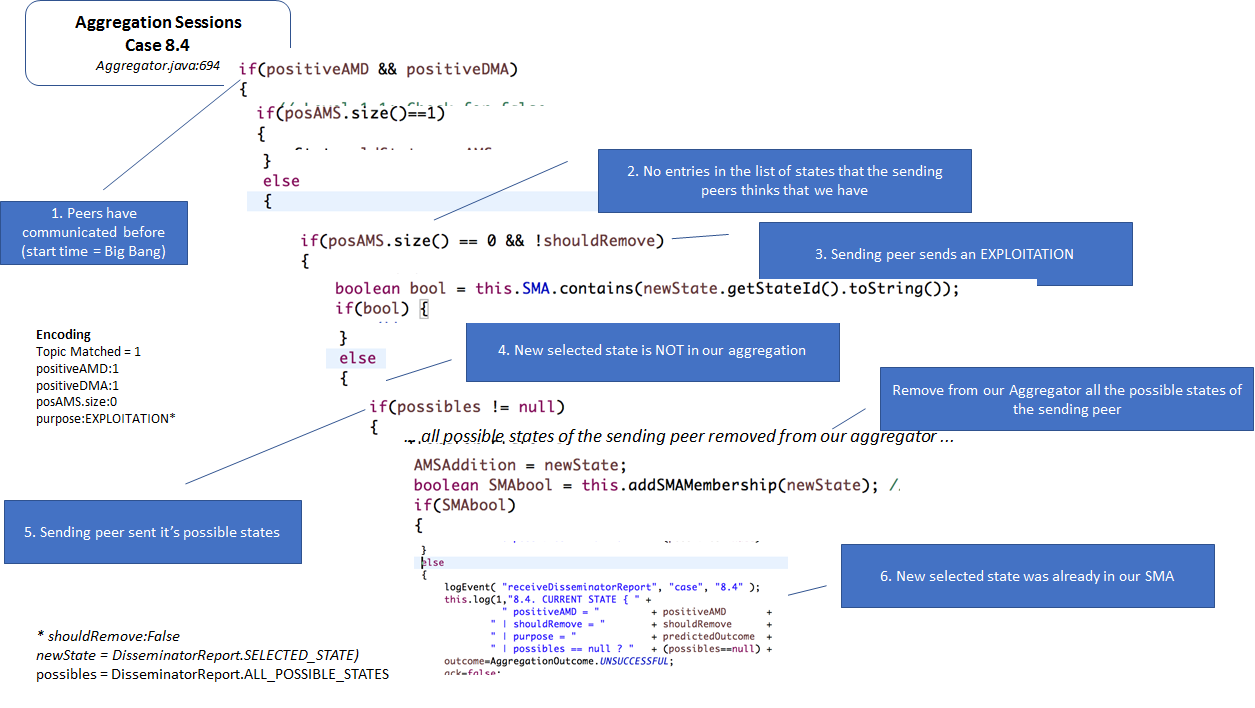 Aggregation Sessions
Case 8.4
Aggregator.java:694
if(positiveAMD && positiveDMA)
{
if(posAMS.size()==1)
{
}
else
{
1. Peers have
communicated before
(start time = Big Bang)
2. No entries in the list of states that the sending
peers thinks that we have
if(posAMS.size() == 0 && !shouldRemove)
{
3. Sending peer sends an EXPLOITATION
boolean bool = this.SMA.contains(newState.getStateId().toString());
if(bool) {
}
else
{
4. New selected state is NOT in our aggregation
Encoding
Topic Matched = 1
positiveAMD:1
positiveDMA:1
posAMS.size:0
purpose:EXPLOITATION*
if(possibles != null)
{
Remove from our Aggregator all the possible states of
the sending peer
... all possible states of the sending peer removed from our aggregator ...
AMSAddition = newState;
boolean SMAbool = this.addSMAMembership(newState); /
if(SMAbool)
{
5. Sending peer sent it's possible states
}
else
{
logEvent( "receiveDisseminatorReport", "case", "8.4" );
this.log(1,"8.4. CURRENT STATE { " +
" positiveAMD = " + positiveAMD +
" | shouldRemove = " + shouldRemove +
" | purpose = " + predictedOutcome +
" | possibles == null ? " + (possibles==null) +
outcome=AggregationOutcome.UNSUCCESSFUL;
ack=false;
6. New selected state was already in our SMA
* shouldRemove:False
newState = DisseminatorReport.SELECTED_STATE)
possibles = DisseminatorReport.ALL_POSSIBLE_STATES